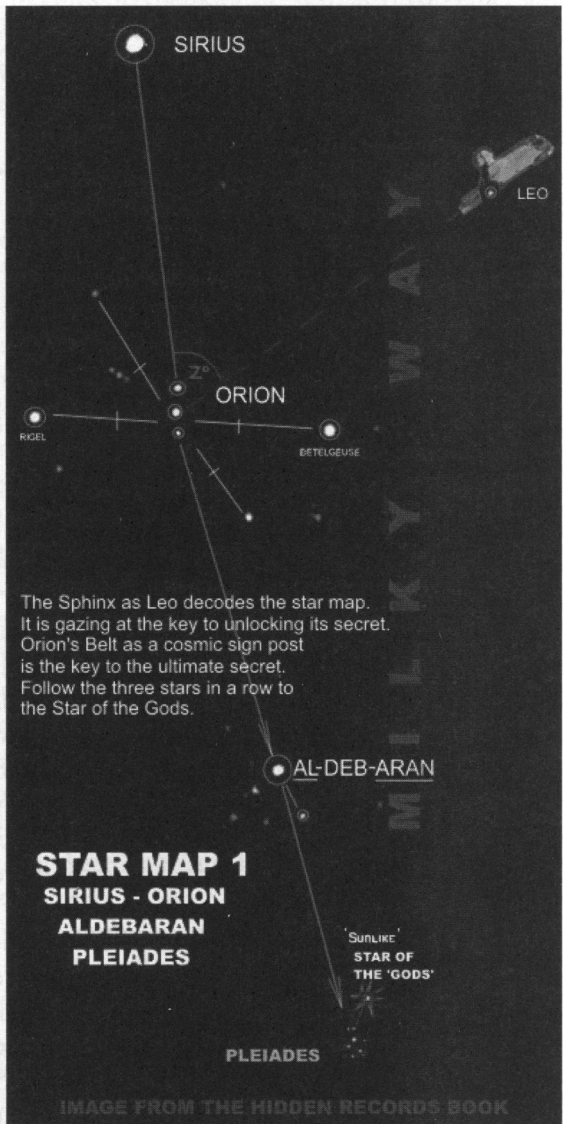 SIRIUS
LEO
MILKY WAY
2°
ORION
RIGEL
BETELGEUSE
The Sphinx as Leo decodes the star map.
It is gazing at the key to unlocking its secret.
Orion's Belt as a cosmic sign post
is the key to the ultimate secret.
Follow the three stars in a row to
the Star of the Gods.
AL-DEB-ARAN
STAR MAP 1
SIRIUS - ORION
ALDEBARAN
PLEIADES
'SUNLIKE'
STAR OF
THE 'GODS'
PLEIADES
IMAGE FROM THE HIDDEN RECORDS BOOK